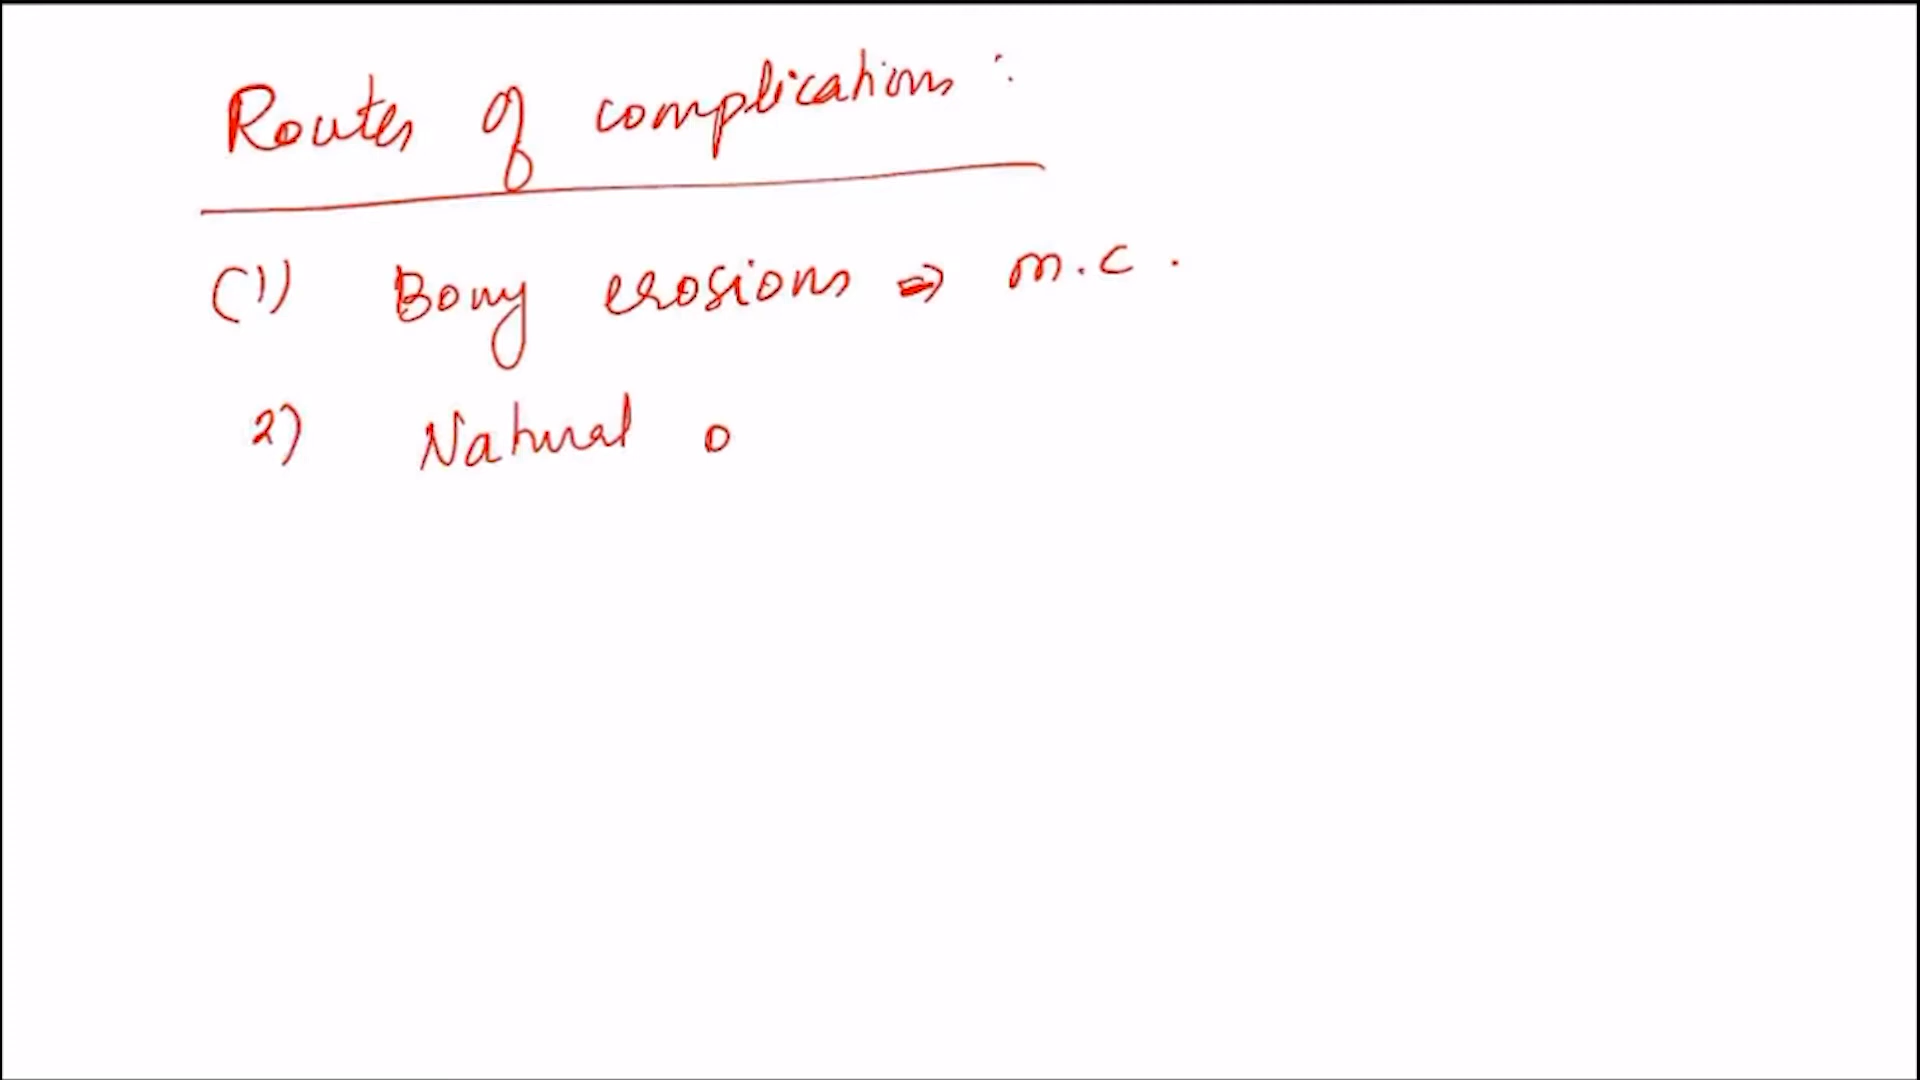 Routes of complications :
(1) Bony erosions ⇒ m.c.
2) Natural o